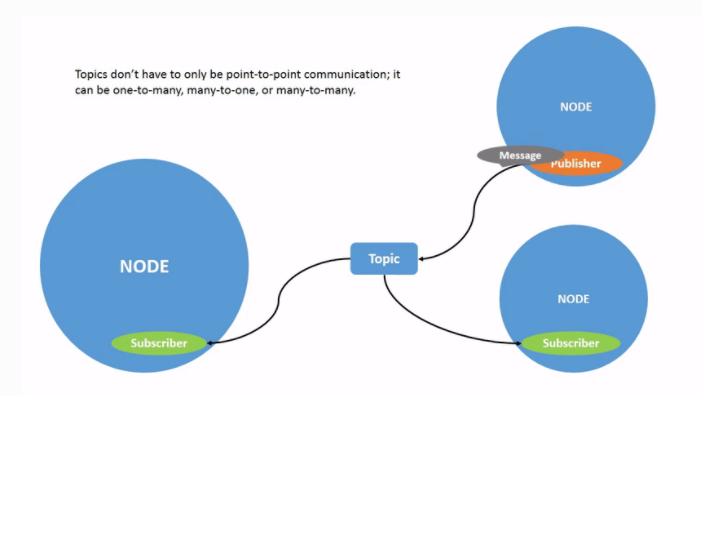 Topics don't have to only be point-to-point communication; it
can be one-to-many, many-to-one, or many-to-many.
NODE
Message
Publisher
NODE
Topic
NODE
Subscriber
Subscriber